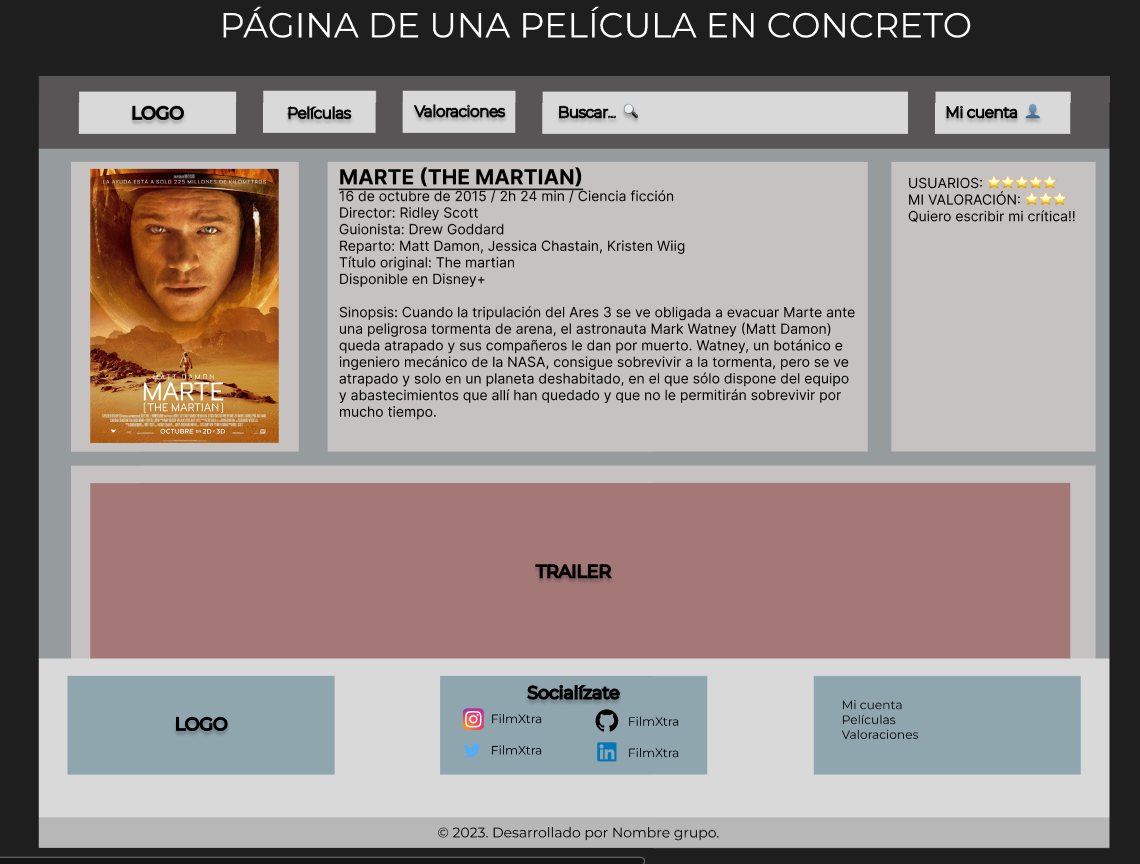 PÁGINA DE UNA PELÍCULA EN CONCRETO
LOGO
Películas
Valoraciones
Buscar... 🔍
Mi cuenta 👤
LA AYUDA ESTÁ A SOLO 225 MILLONES DE KILÓMETROS
MATT DAMON
MARTE
[THE MARTIAN]
OCTUBRE EN 2D Y 3D
MARTE (THE MARTIAN)
16 de octubre de 2015 / 2h 24 min / Ciencia ficción
Director: Ridley Scott
Guionista: Drew Goddard
Reparto: Matt Damon, Jessica Chastain, Kristen Wiig
Título original: The martian
Disponible en Disney+
Sinopsis: Cuando la tripulación del Ares 3 se ve obligada a evacuar Marte ante
una peligrosa tormenta de arena, el astronauta Mark Watney (Matt Damon)
queda atrapado y sus compañeros le dan por muerto. Watney, un botánico e
ingeniero mecánico de la NASA, consigue sobrevivir a la tormenta, pero se ve
atrapado y solo en un planeta deshabitado, en el que sólo dispone del equipo
y abastecimientos que allí han quedado y que no le permitirán sobrevivir por
mucho tiempo.
USUARIOS: ⭐⭐⭐⭐⭐
MI VALORACIÓN: ⭐⭐⭐
Quiero escribir mi crítica!!
TRAILER
LOGO
Socialízate
FilmXtra
FilmXtra
FilmXtra
FilmXtra
Mi cuenta
Películas
Valoraciones
© 2023. Desarrollado por Nombre grupo.